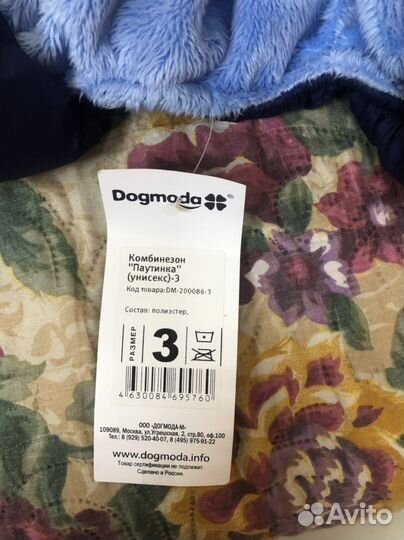 Dogmoda
Комбинезон
"Паутинка"
(унисекс)-3
Код товара:DM-200086-3
Состав: полиэстер,
РАЗМЕР
3
4630084695760
ООО «ДОГМОДА-М»
109089, Москва, ул.Угрешская, 2, стр.80, оф.100
Тел.: 8 (929) 520-40-07, 8 (495) 975-91-22
www.dogmoda.info
Товар сертификации не подлежит.
Сделано в России.
Avito